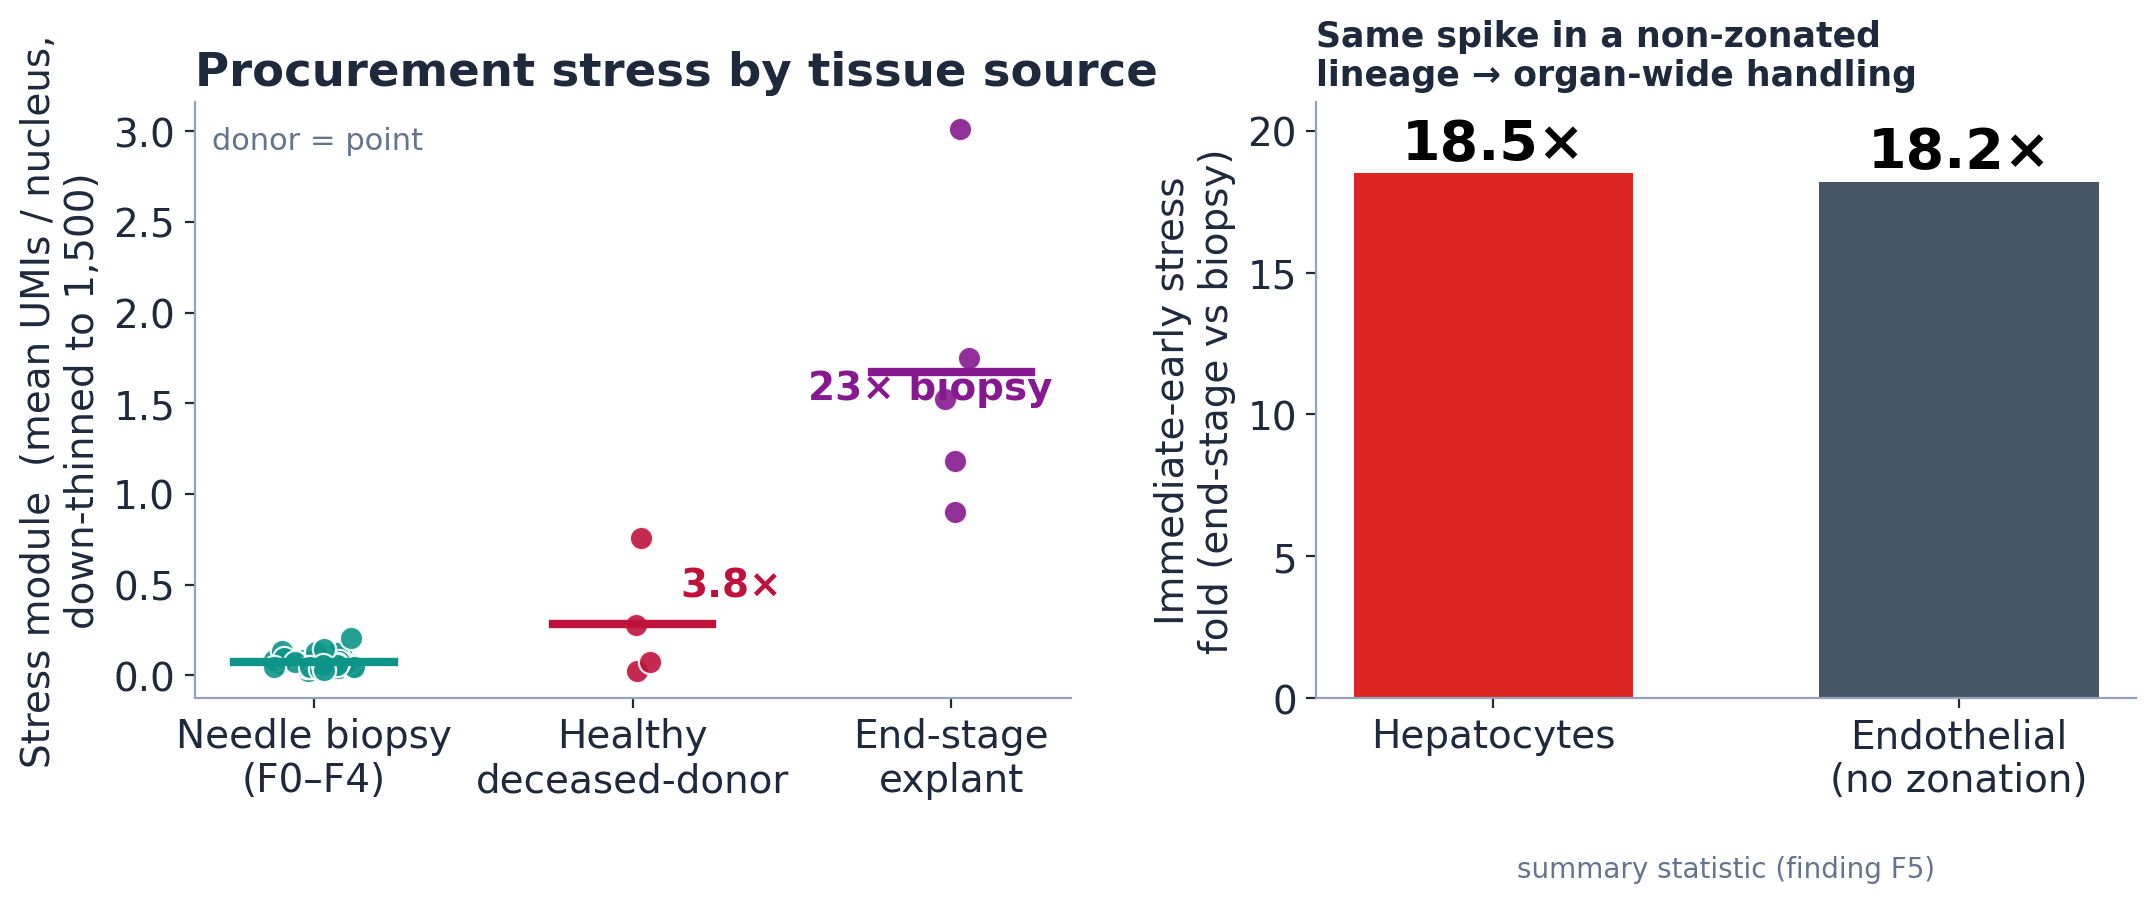 Procurement stress by tissue source
Stress module  (mean UMIs / nucleus,
down-thinned to 1,500)
donor = point
3.0
2.5
2.0
1.5
1.0
0.5
0.0
3.8×
23× biopsy
Needle biopsy
(F0–F4)
Healthy
deceased-donor
End-stage
explant
Same spike in a non-zonated
lineage → organ-wide handling
Immediate-early stress
fold (end-stage vs biopsy)
20
15
10
5
0
18.5×
18.2×
Hepatocytes
Endothelial
(no zonation)
summary statistic (finding F5)